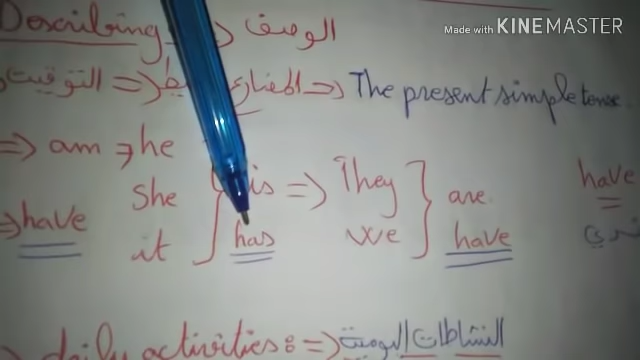 Made with KINEMASTER
Describing => الوصف
التوقيت <= المضارع البسيط => The present simple tense
=> am => he
She } is => They } are have
=> have it has we have
daily activities : => النشاطات اليومية